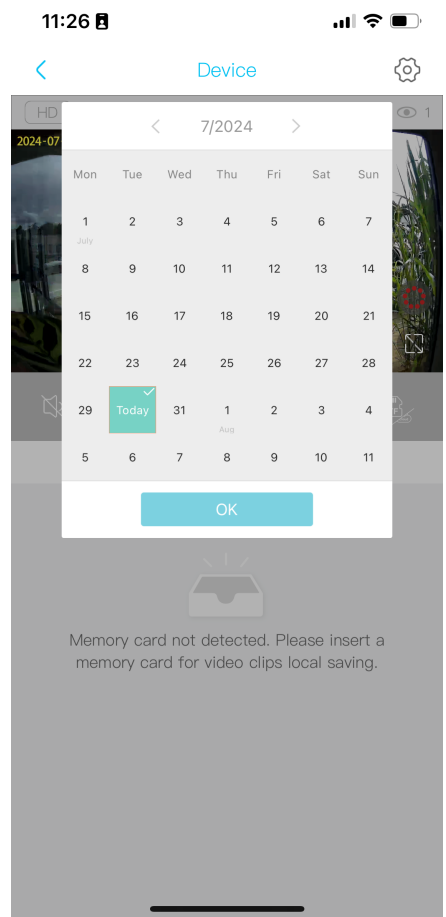 11:26
Device
HD
1
2024-07
7/2024
Mon Tue Wed Thu Fri Sat Sun
1 2 3 4 5 6 7
July
8 9 10 11 12 13 14
15 16 17 18 19 20 21
22 23 24 25 26 27 28
29 Today 31 1 2 3 4
Aug
5 6 7 8 9 10 11
OK
Memory card not detected. Please insert a
memory card for video clips local saving.